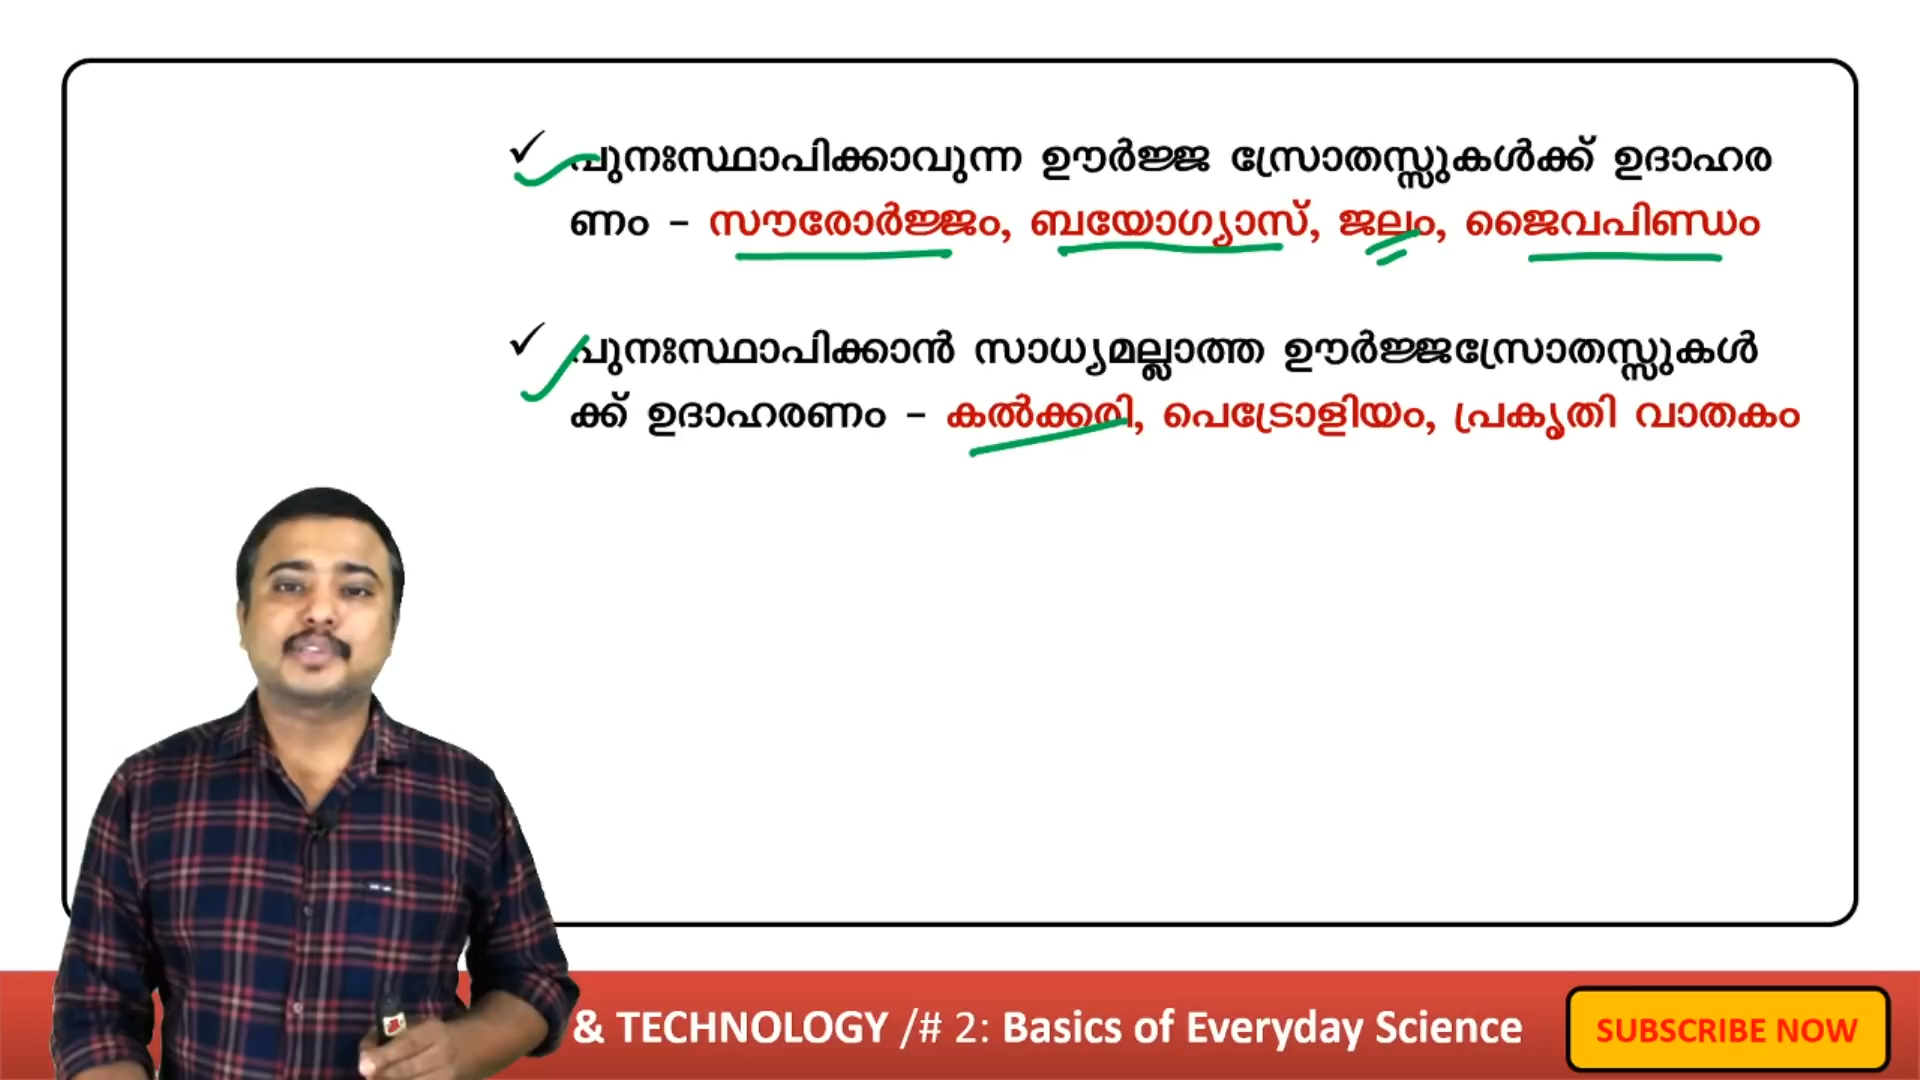 പുനഃസ്ഥാപിക്കാവുന്ന ഊർജ്ജ സ്രോതസ്സുകൾക്ക് ഉദാഹര
ണം – സൗരോർജ്ജം, ബയോഗ്യാസ്, ജലം, ജൈവപിണ്ഡം
പുനഃസ്ഥാപിക്കാൻ സാധ്യമല്ലാത്ത ഊർജ്ജസ്രോതസ്സുകൾ
ക്ക് ഉദാഹരണം – കൽക്കരി, പെട്രോളിയം, പ്രകൃതി വാതകം
& TECHNOLOGY /# 2: Basics of Everyday Science
SUBSCRIBE NOW